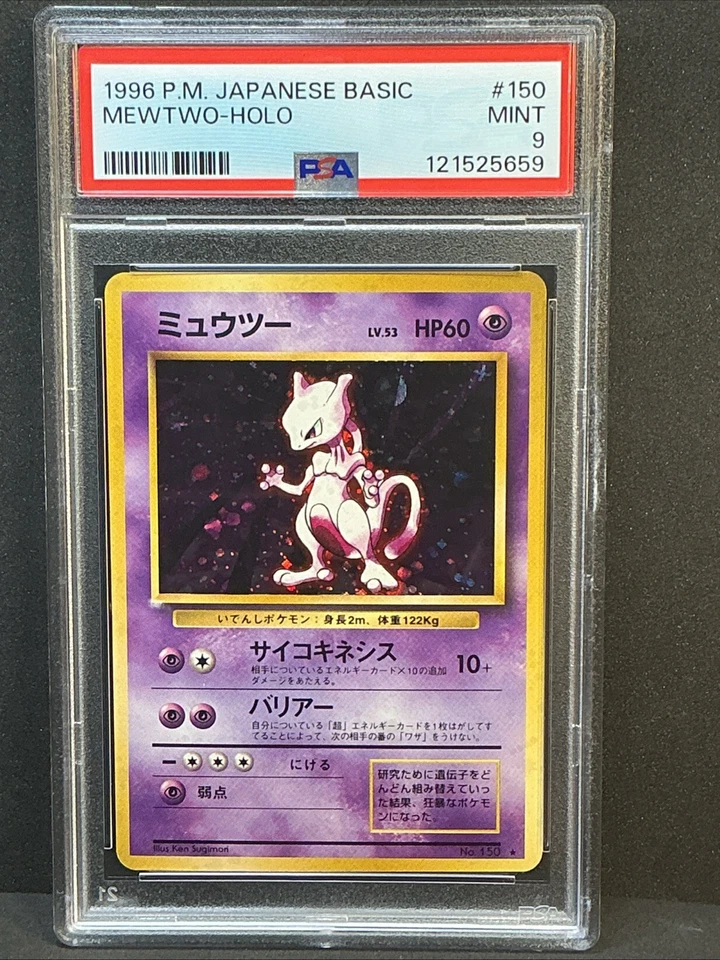 1996 P.M. JAPANESE BASIC #150
MEWTWO-HOLO MINT
9
PSA 121525659
ミュウツー LV.53 HP60
いでんしポケモン：身長2m、体重122Kg
サイコキネシス 10+
相手についているエネルギーカード×10の追加
ダメージをあたえる。
バリアー
自分についている「超」エネルギーカードを1枚はがしてす
てることによって、次の相手の番の「ワザ」をうけない。
ー にげる
弱点
研究ために遺伝子をど
んどん組み替えていっ
た結果、狂暴なポケモ
ンになった。
Illus Ken Sugimori No. 150 ★
21 PSA